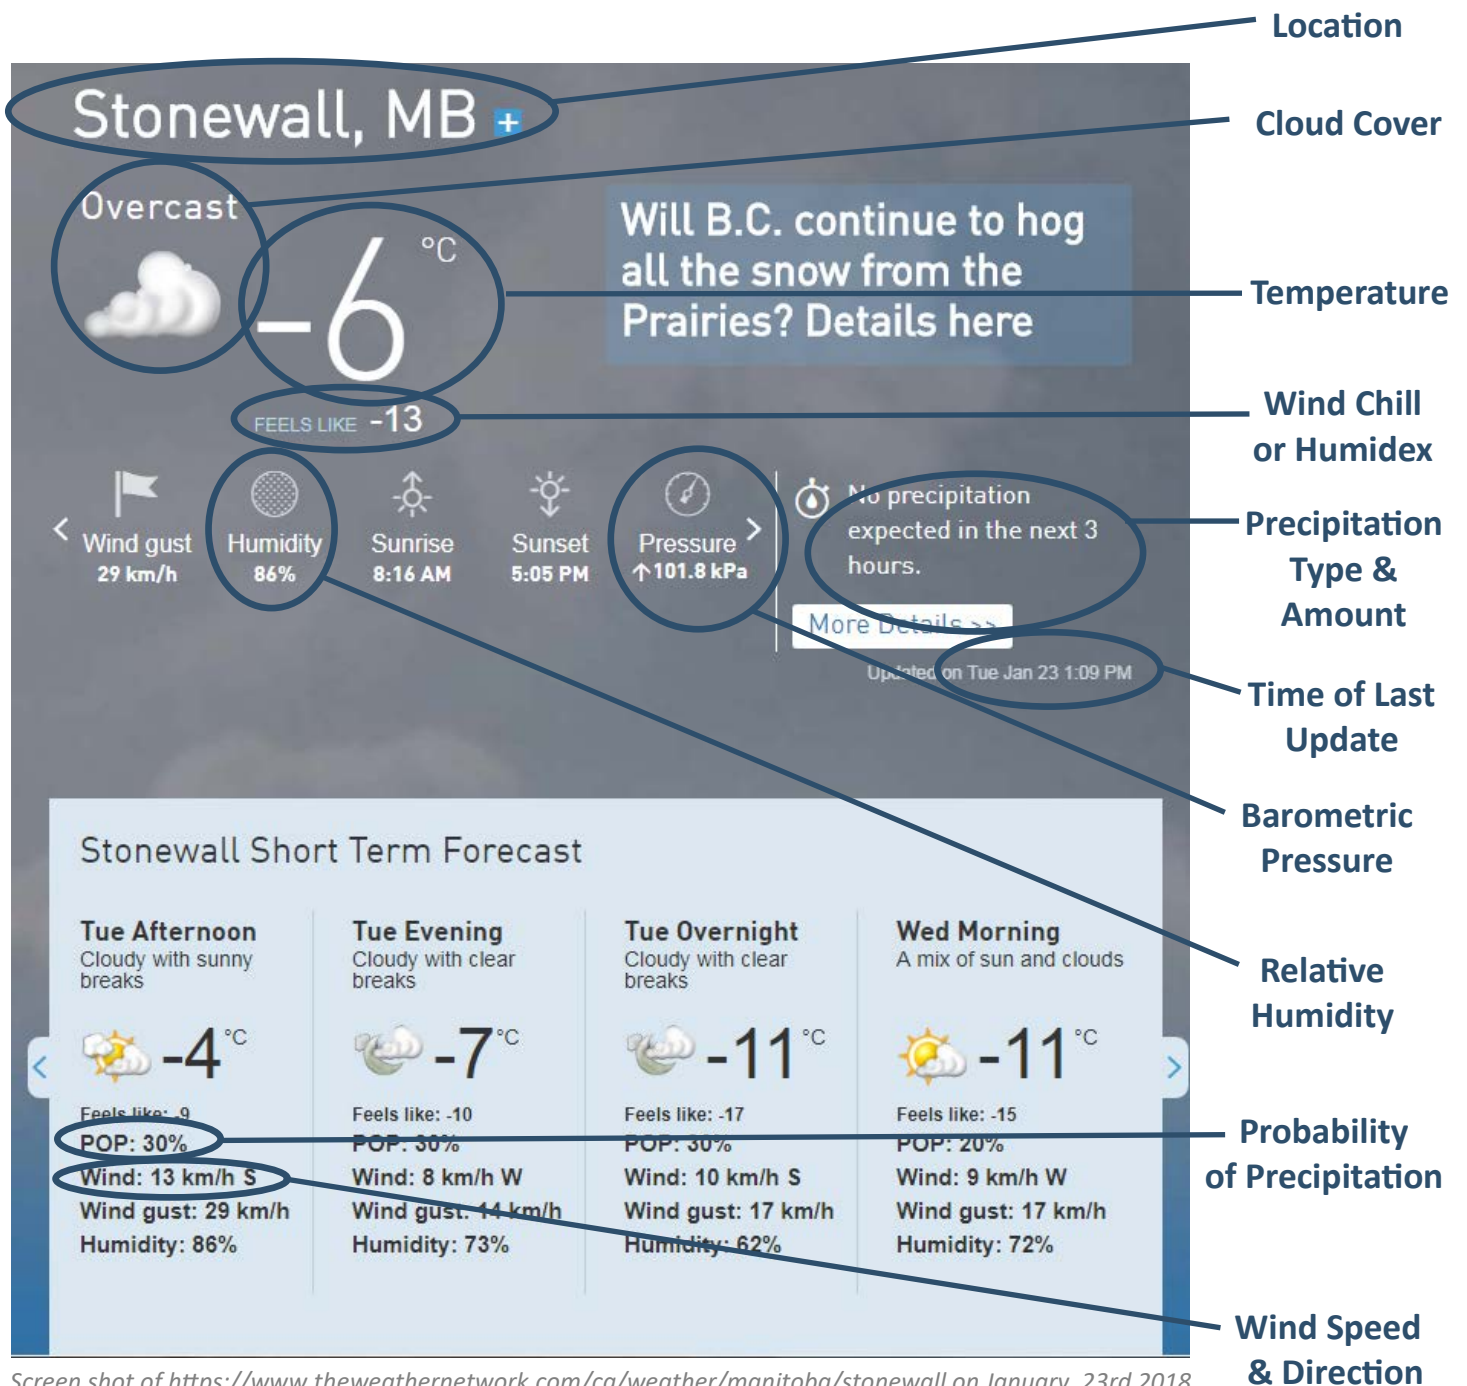 Location
Stonewall, MB +
Cloud Cover
Overcast
-6 °C
Will B.C. continue to hog
all the snow from the
Prairies? Details here
Temperature
FEELS LIKE -13
Wind Chill
or Humidex
Wind gust
29 km/h
Humidity
86%
Sunrise
8:16 AM
Sunset
5:05 PM
Pressure
↑101.8 kPa
No precipitation
expected in the next 3
hours.
More Details >>
Updated on Tue Jan 23 1:09 PM
Precipitation
Type &
Amount
Time of Last
Update
Barometric
Pressure
Relative
Humidity
Stonewall Short Term Forecast
Tue Afternoon
Cloudy with sunny
breaks
-4 °C
Feels like: -9
POP: 30%
Wind: 13 km/h S
Wind gust: 29 km/h
Humidity: 86%
Tue Evening
Cloudy with clear
breaks
-7 °C
Feels like: -10
POP: 30%
Wind: 8 km/h W
Wind gust: 14 km/h
Humidity: 73%
Tue Overnight
Cloudy with clear
breaks
-11 °C
Feels like: -17
POP: 30%
Wind: 10 km/h S
Wind gust: 17 km/h
Humidity: 62%
Wed Morning
A mix of sun and clouds
-11 °C
Feels like: -15
POP: 20%
Wind: 9 km/h W
Wind gust: 17 km/h
Humidity: 72%
Probability
of Precipitation
Wind Speed
& Direction
Screen shot of https://www.theweathernetwork.com/ca/weather/manitoba/stonewall on January 23rd 2018